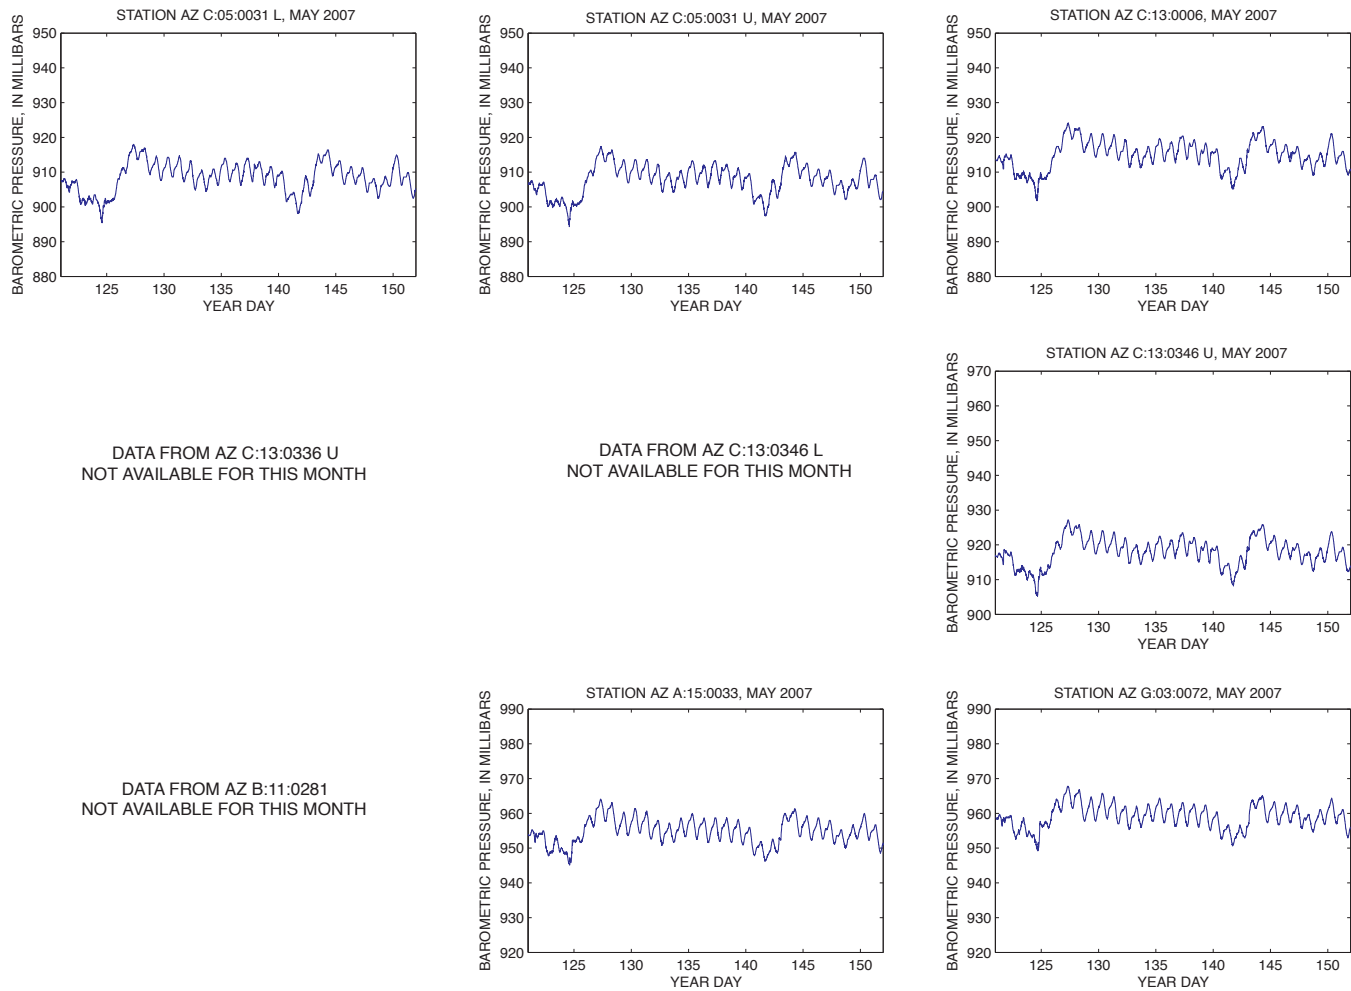 STATION AZ C:05:0031 L, MAY 2007
BAROMETRIC PRESSURE, IN MILLIBARS
950
940
930
920
910
900
890
880
125 130 135 140 145 150
YEAR DAY
STATION AZ C:05:0031 U, MAY 2007
BAROMETRIC PRESSURE, IN MILLIBARS
950
940
930
920
910
900
890
880
125 130 135 140 145 150
YEAR DAY
STATION AZ C:13:0006, MAY 2007
BAROMETRIC PRESSURE, IN MILLIBARS
950
940
930
920
910
900
890
880
125 130 135 140 145 150
YEAR DAY
DATA FROM AZ C:13:0336 U
NOT AVAILABLE FOR THIS MONTH
DATA FROM AZ C:13:0346 L
NOT AVAILABLE FOR THIS MONTH
STATION AZ C:13:0346 U, MAY 2007
BAROMETRIC PRESSURE, IN MILLIBARS
970
960
950
940
930
920
910
900
125 130 135 140 145 150
YEAR DAY
DATA FROM AZ B:11:0281
NOT AVAILABLE FOR THIS MONTH
STATION AZ A:15:0033, MAY 2007
BAROMETRIC PRESSURE, IN MILLIBARS
990
980
970
960
950
940
930
920
125 130 135 140 145 150
YEAR DAY
STATION AZ G:03:0072, MAY 2007
BAROMETRIC PRESSURE, IN MILLIBARS
990
980
970
960
950
940
930
920
125 130 135 140 145 150
YEAR DAY